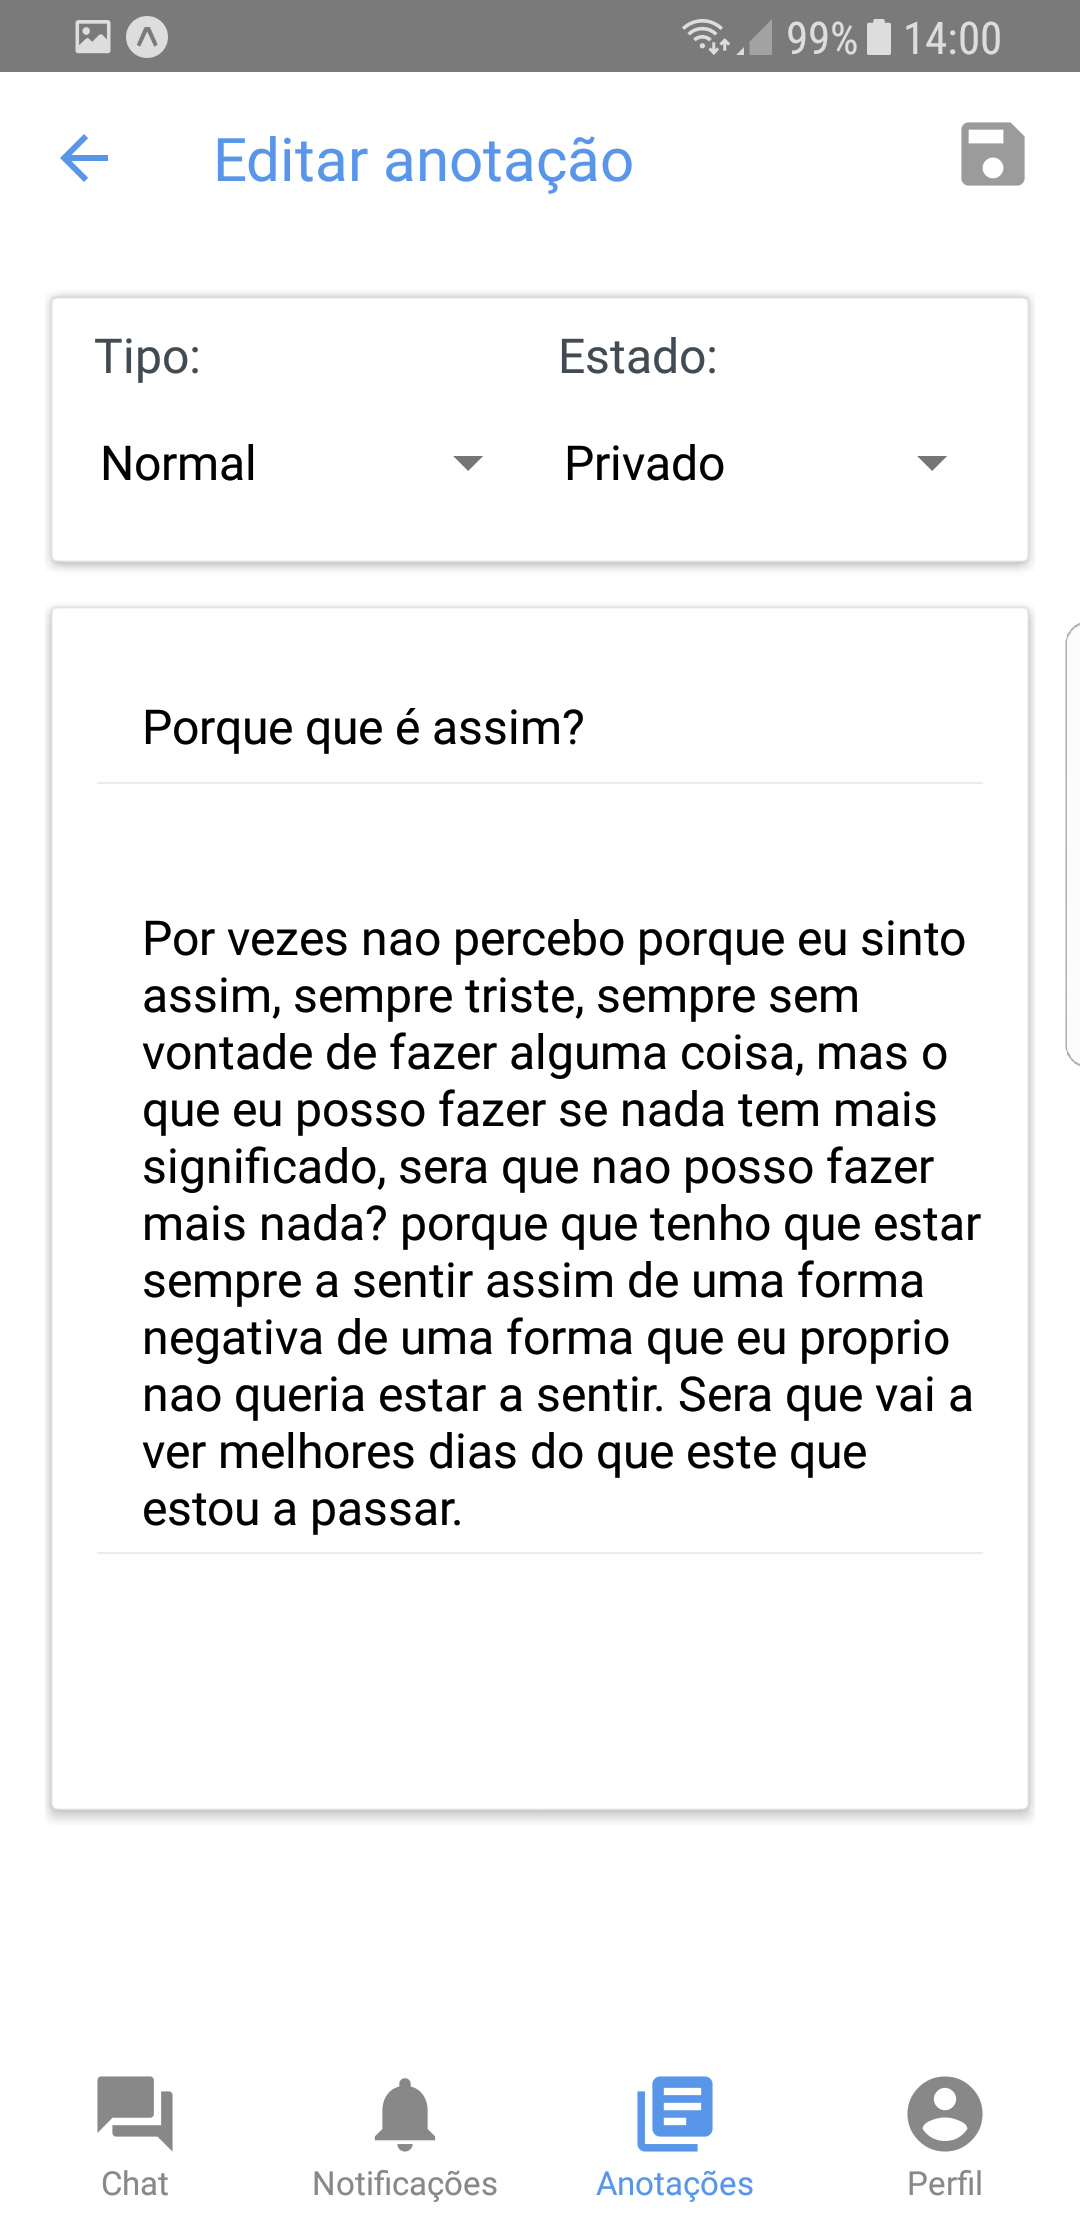 99% 14:00
Editar anotação
Tipo: Estado:
Normal Privado
Porque que é assim?
Por vezes nao percebo porque eu sinto
assim, sempre triste, sempre sem
vontade de fazer alguma coisa, mas o
que eu posso fazer se nada tem mais
significado, sera que nao posso fazer
mais nada? porque que tenho que estar
sempre a sentir assim de uma forma
negativa de uma forma que eu proprio
nao queria estar a sentir. Sera que vai a
ver melhores dias do que este que
estou a passar.
Chat Notificações Anotações Perfil